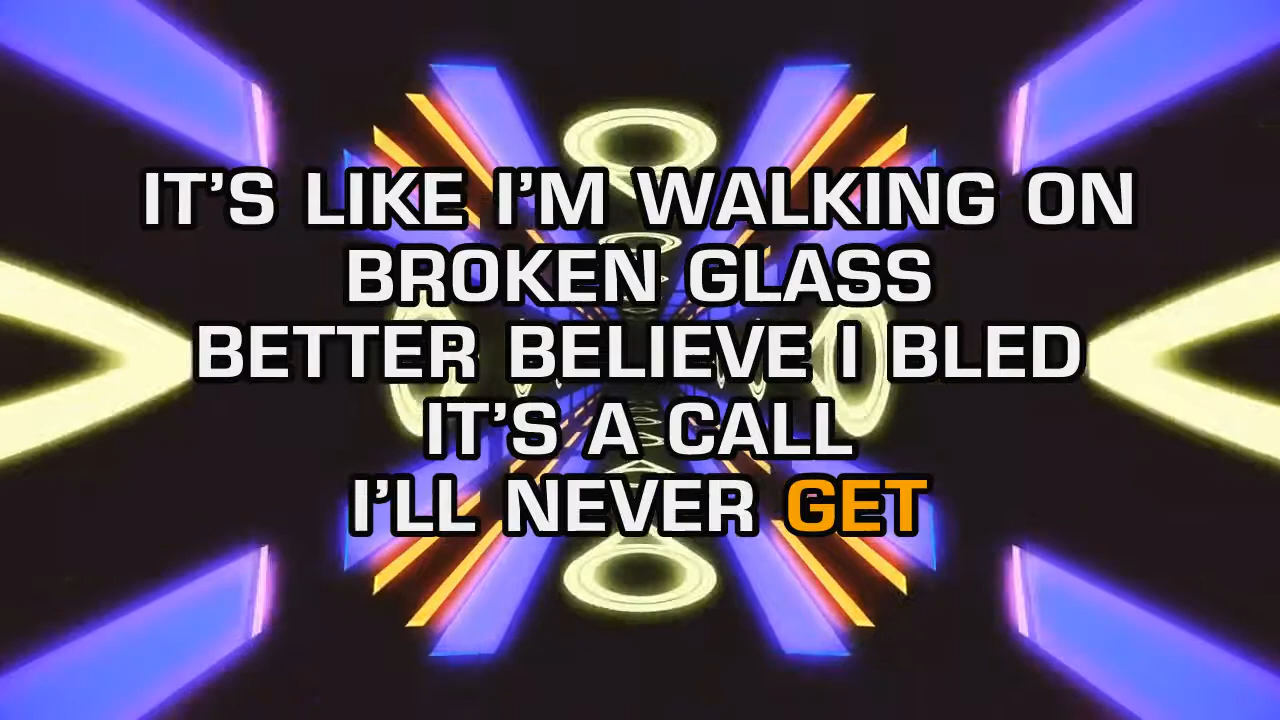 IT'S LIKE I'M WALKING ON
BROKEN GLASS
BETTER BELIEVE I BLED
IT'S A CALL
I'LL NEVER GET